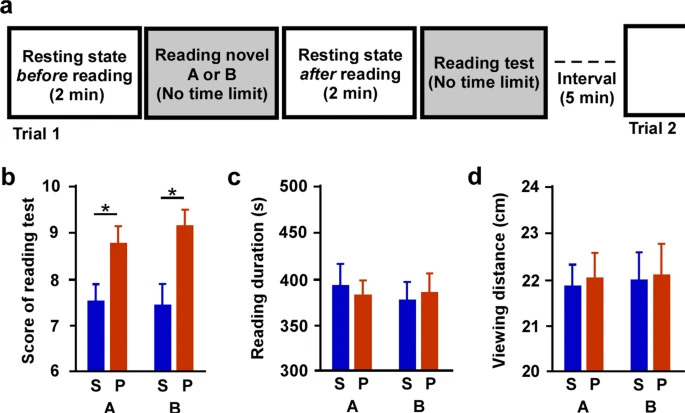 a
Resting state
before reading
(2 min)
Reading novel
A or B
(No time limit)
Resting state
after reading
(2 min)
Reading test
(No time limit)
Interval
(5 min)
Trial 1
Trial 2
b
Score of reading test
10
9
8
7
6
*
*
S P S P
A B
c
Reading duration (s)
500
450
400
350
300
S P S P
A B
d
Viewing distance (cm)
24
23
22
21
20
S P S P
A B